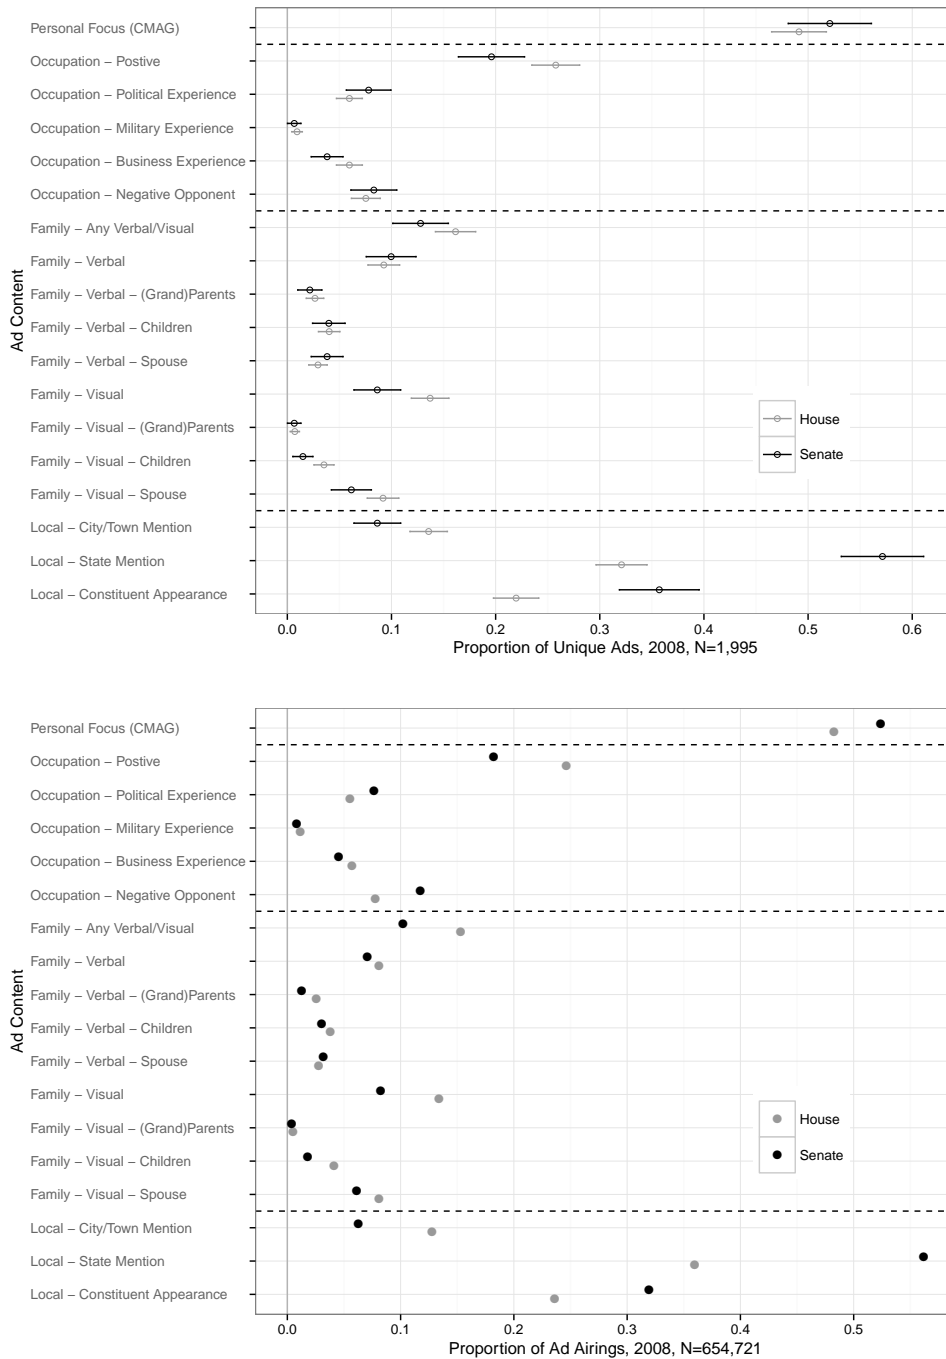 Personal Focus (CMAG)
Occupation − Postive
Occupation − Political Experience
Occupation − Military Experience
Occupation − Business Experience
Occupation − Negative Opponent
Family − Any Verbal/Visual
Family − Verbal
Family − Verbal − (Grand)Parents
Family − Verbal − Children
Family − Verbal − Spouse
Family − Visual
Family − Visual − (Grand)Parents
Family − Visual − Children
Family − Visual − Spouse
Local − City/Town Mention
Local − State Mention
Local − Constituent Appearance
Ad Content
House
Senate
0.0 0.1 0.2 0.3 0.4 0.5 0.6
Proportion of Unique Ads, 2008, N=1,995
Personal Focus (CMAG)
Occupation − Postive
Occupation − Political Experience
Occupation − Military Experience
Occupation − Business Experience
Occupation − Negative Opponent
Family − Any Verbal/Visual
Family − Verbal
Family − Verbal − (Grand)Parents
Family − Verbal − Children
Family − Verbal − Spouse
Family − Visual
Family − Visual − (Grand)Parents
Family − Visual − Children
Family − Visual − Spouse
Local − City/Town Mention
Local − State Mention
Local − Constituent Appearance
Ad Content
House
Senate
0.0 0.1 0.2 0.3 0.4 0.5
Proportion of Ad Airings, 2008, N=654,721